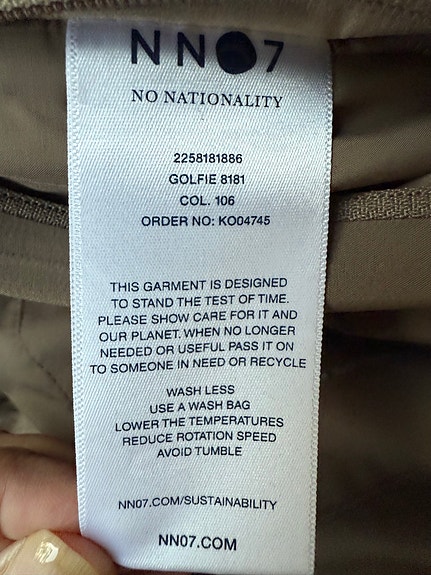 NN●7
NO NATIONALITY
2258181886
GOLFIE 8181
COL. 106
ORDER NO: KO04745
THIS GARMENT IS DESIGNED
TO STAND THE TEST OF TIME.
PLEASE SHOW CARE FOR IT AND
OUR PLANET. WHEN NO LONGER
NEEDED OR USEFUL PASS IT ON
TO SOMEONE IN NEED OR RECYCLE
WASH LESS
USE A WASH BAG
LOWER THE TEMPERATURES
REDUCE ROTATION SPEED
AVOID TUMBLE
NN07.COM/SUSTAINABILITY
NN07.COM